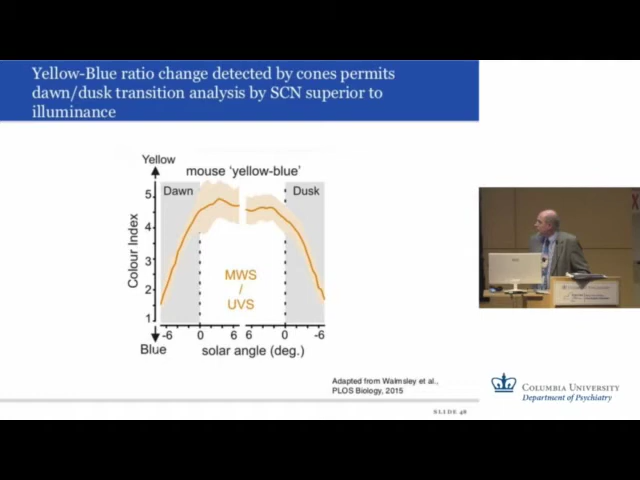 Yellow-Blue ratio change detected by cones permits
dawn/dusk transition analysis by SCN superior to
illuminance
Yellow
mouse 'yellow-blue'
Dawn
Dusk
5
4
3
2
1
Colour Index
MWS
/
UVS
-6 0 6 6 0 -6
Blue
solar angle (deg.)
Adapted from Walmsley et al.,
PLOS Biology, 2015
SLIDE 48
COLUMBIA UNIVERSITY
Department of Psychiatry